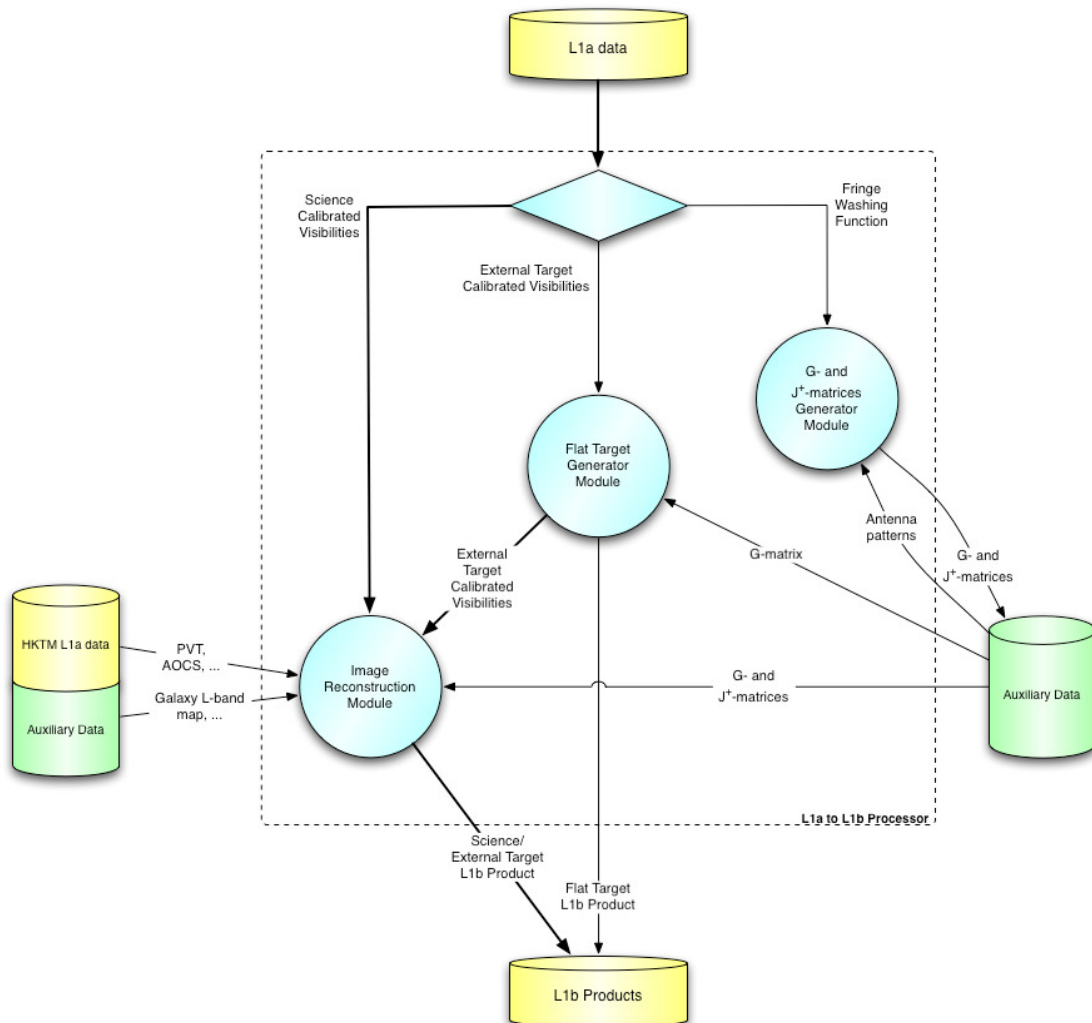 L1a data
Science
Calibrated
Visibilities
Fringe
Washing
Function
External Target
Calibrated Visibilities
G- and
J⁺-matrices
Generator
Module
Flat Target
Generator
Module
Antenna
patterns
G-matrix
G- and
J⁺-matrices
External
Target
Calibrated
Visibilities
HKTM L1a data
PVT,
AOCS, ...
Image
Reconstruction
Module
G- and
J⁺-matrices
Auxiliary Data
Galaxy L-band
map, ...
Auxiliary Data
L1a to L1b Processor
Science/
External Target
L1b Product
Flat Target
L1b Product
L1b Products